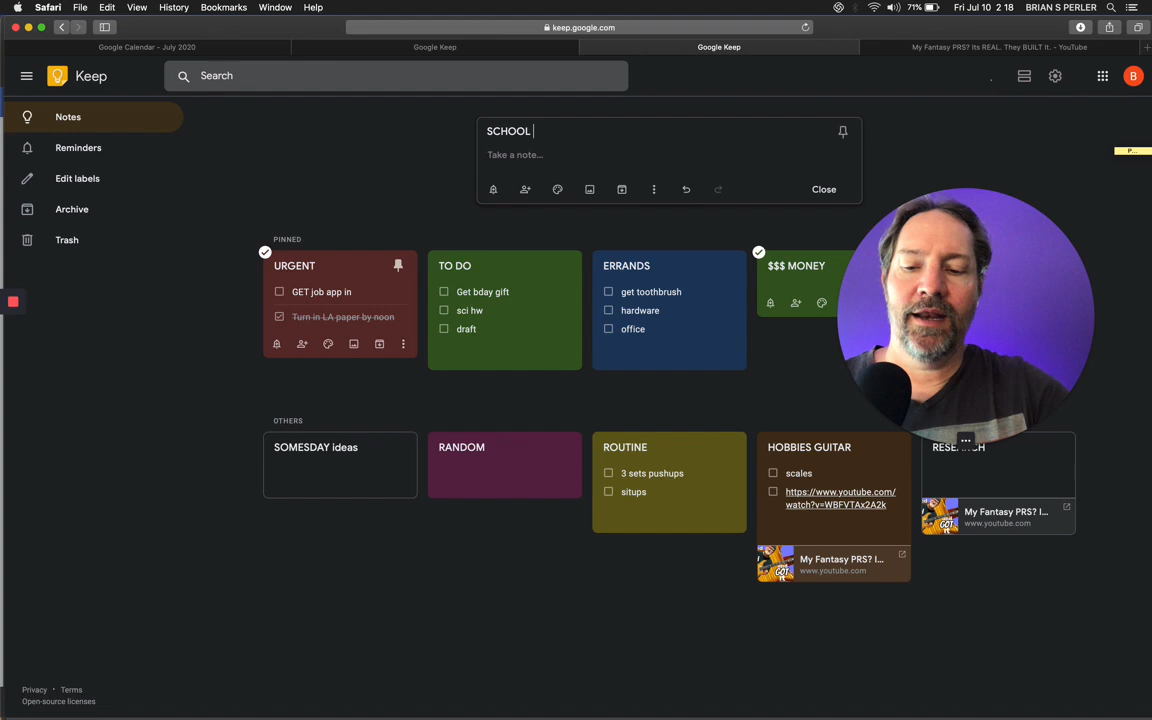 Safari File Edit View History Bookmarks Window Help 71% Fri Jul 10 2 18 BRIAN S PERLER
keep.google.com
Google Calendar - July 2020 Google Keep Google Keep My Fantasy PRS? Its REAL. They BUILT it. - YouTube
Keep Search B
Notes
Reminders
Edit labels
Archive
Trash
SCHOOL
Take a note...
Close
P...
PINNED
URGENT
GET job app in
Turn in LA paper by noon
TO DO
Get bday gift
sci hw
draft
ERRANDS
get toothbrush
hardware
office
$$$ MONEY
OTHERS
SOMESDAY ideas
RANDOM
ROUTINE
3 sets pushups
situps
HOBBIES GUITAR
scales
https://www.youtube.com/
watch?v=WBFVTAx2A2k
My Fantasy PRS? I...
www.youtube.com
RESEARCH
My Fantasy PRS? I...
www.youtube.com
Privacy · Terms
Open-source licenses